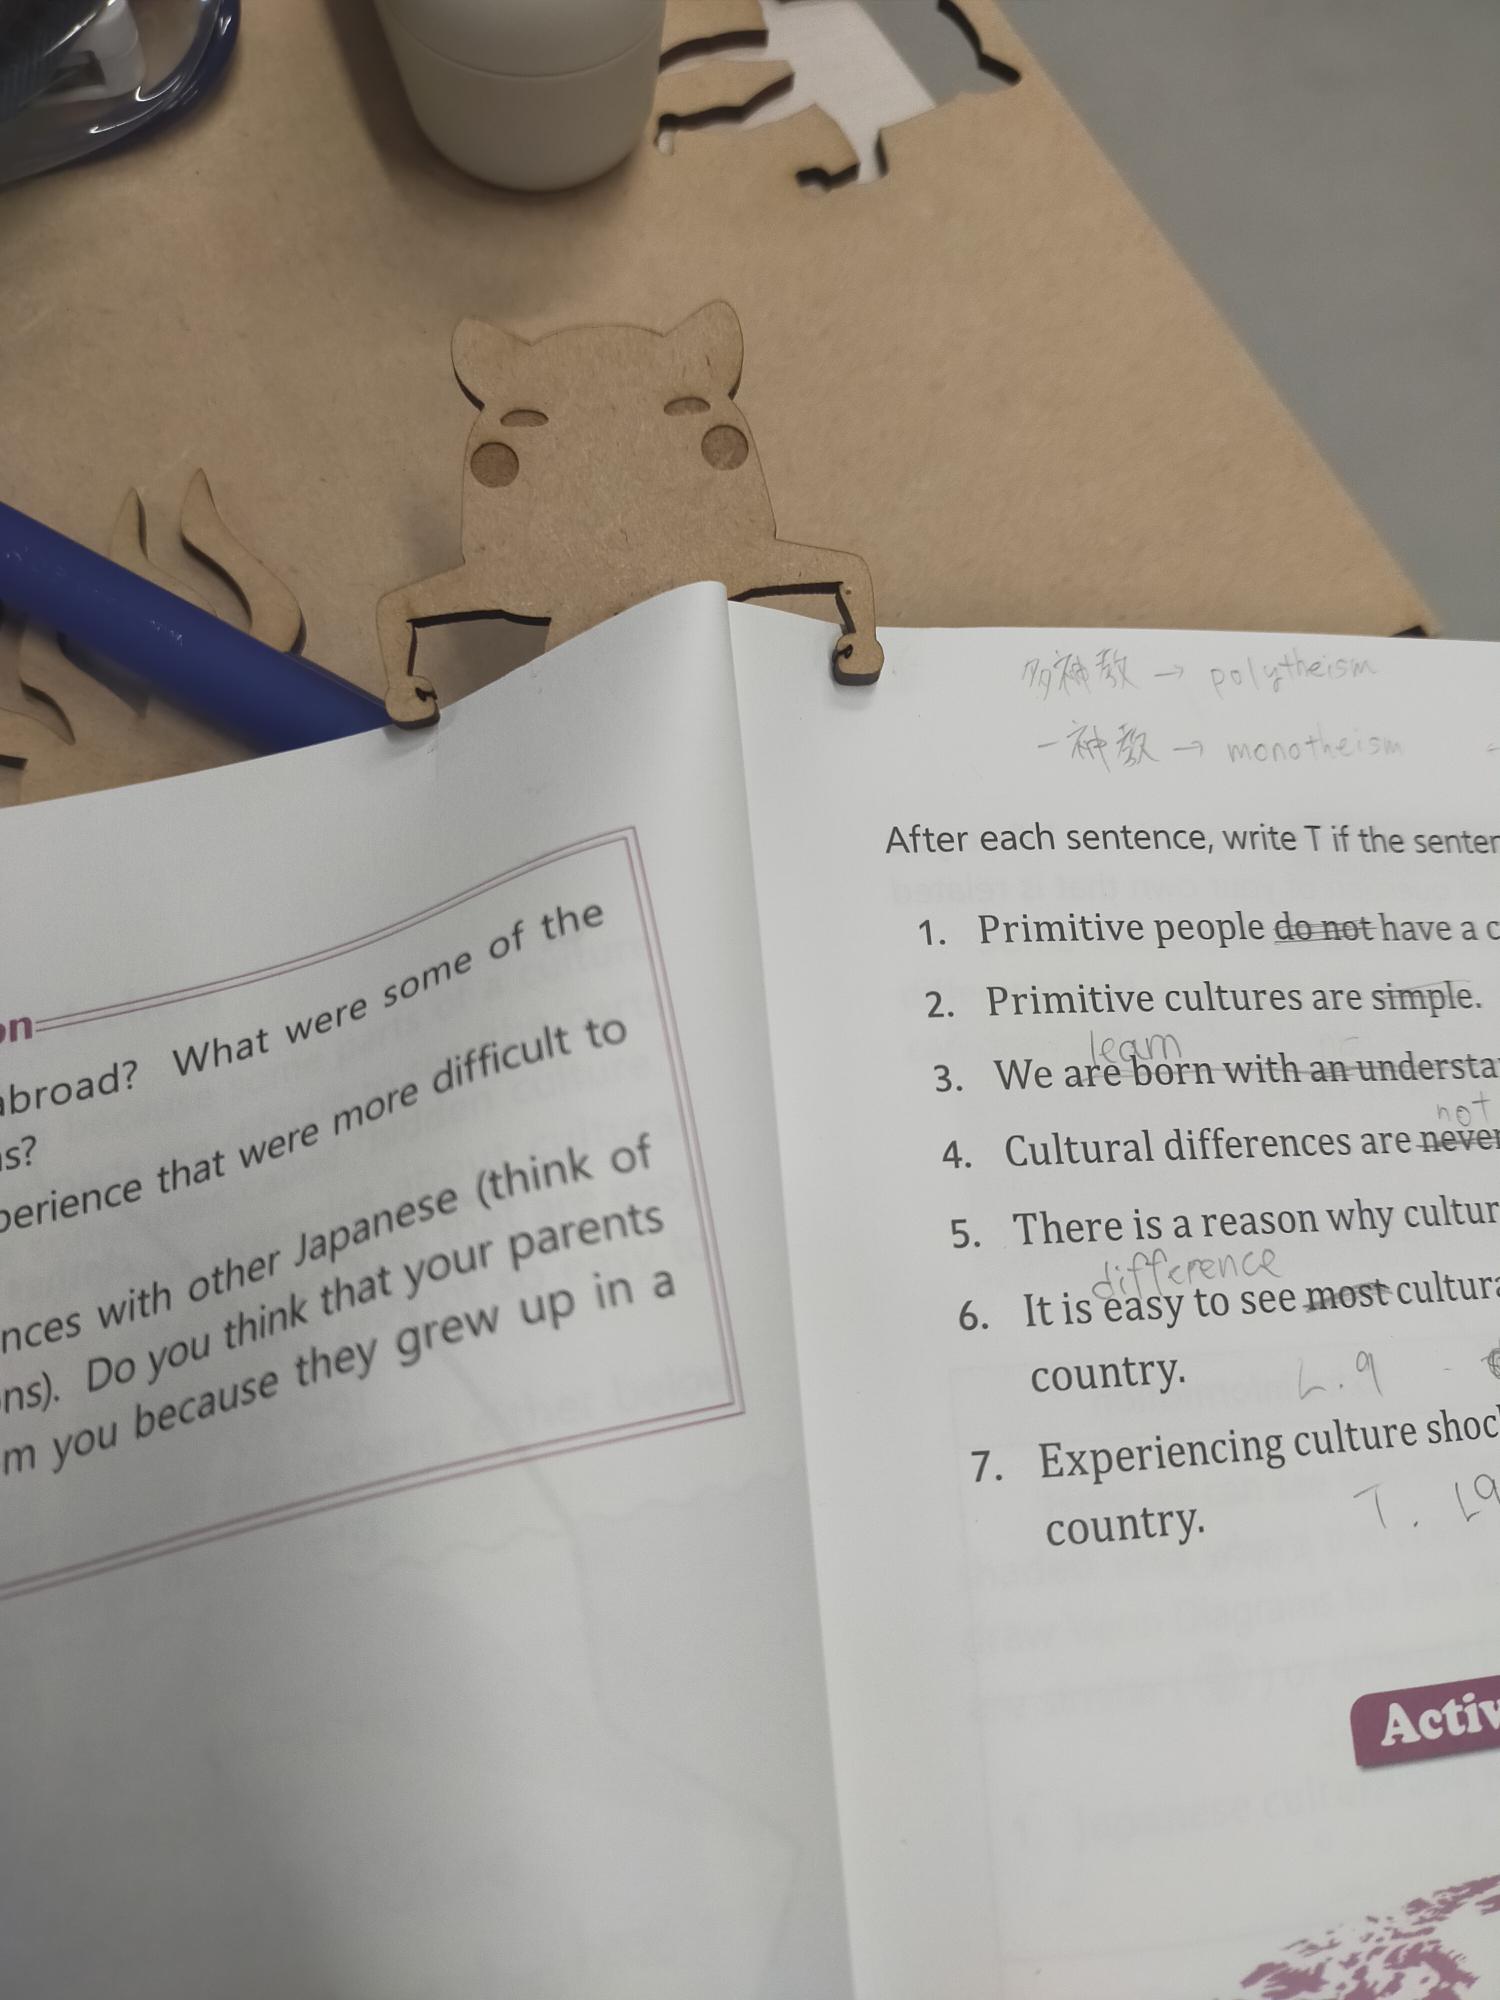 on
abroad? What were some of the
ns?
perience that were more difficult to
nces with other Japanese (think of
ons). Do you think that your parents
m you because they grew up in a
多神教 → polytheism
一神教 → monotheism
After each sentence, write T if the senten
1. Primitive people do not have a c
2. Primitive cultures are simple.
learn
3. We are born with an understa
not
4. Cultural differences are never
5. There is a reason why cultur
difference
6. It is easy to see most cultura
country. L.9
7. Experiencing culture shoc
country. T. L9
Activ